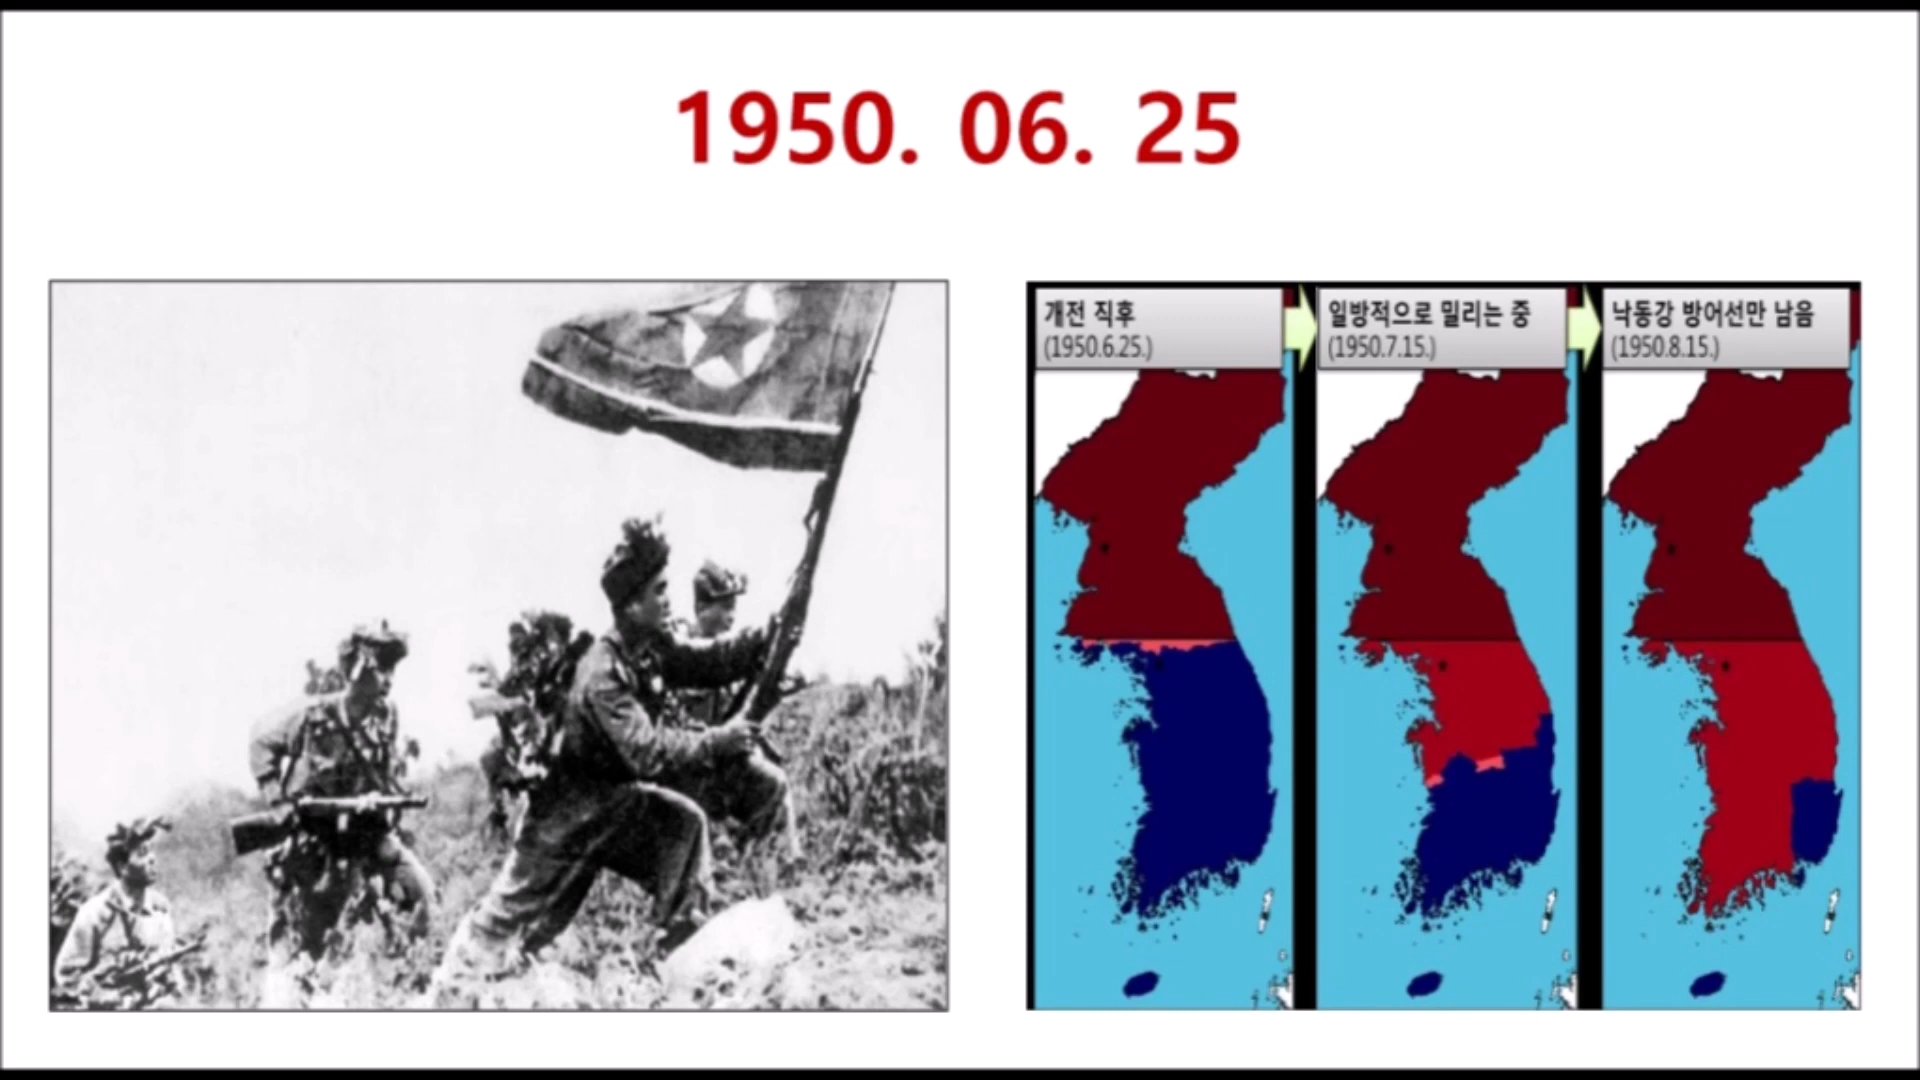 1950. 06. 25
개전 직후
(1950.6.25.)
일방적으로 밀리는 중
(1950.7.15.)
낙동강 방어선만 남음
(1950.8.15.)